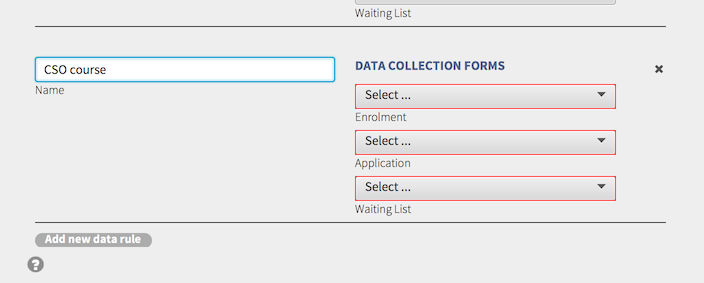 Waiting List
CSO course
Name
DATA COLLECTION FORMS
Select ...
Enrolment
Select ...
Application
Select ...
Waiting List
Add new data rule
?